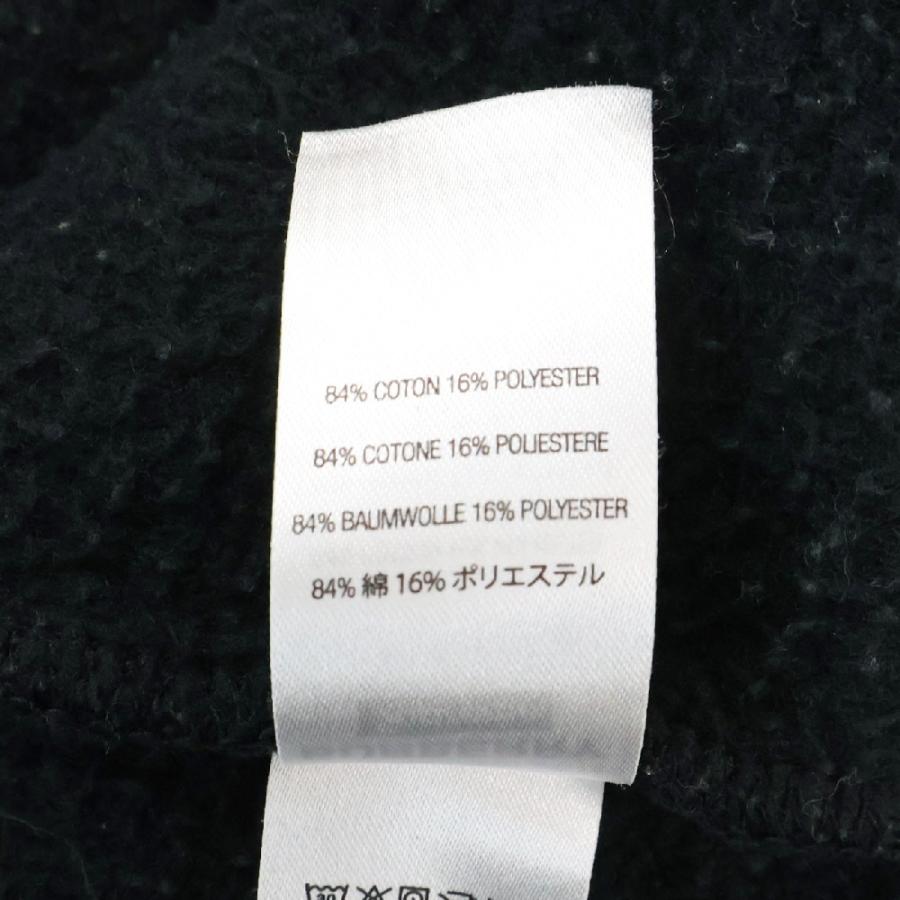 84% COTON 16% POLYESTER
84% COTONE 16% POLIESTERE
84% BAUMWOLLE 16% POLYESTER
84% 綿 16% ポリエステル